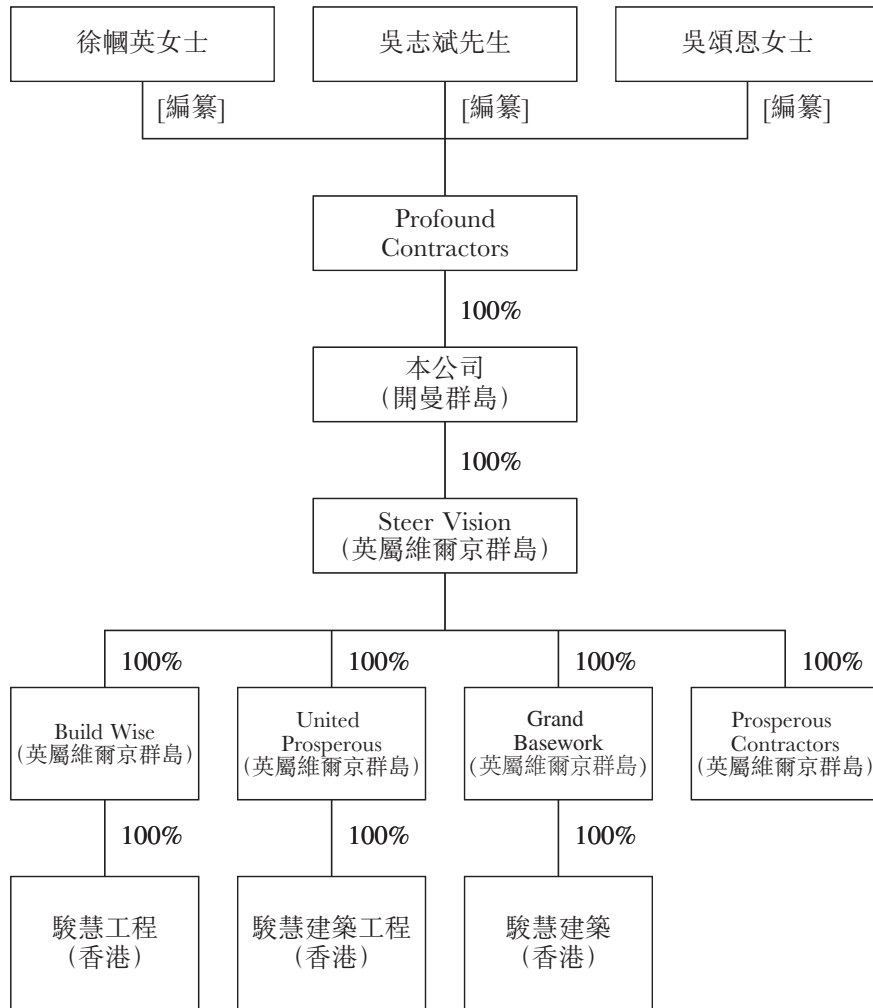 徐幗英女士
吳志斌先生
吳頌恩女士
[編纂]
[編纂]
[編纂]
Profound
Contractors
100%
本公司
(開曼群島)
100%
Steer Vision
(英屬維爾京群島)
100%
100%
100%
100%
Build Wise
(英屬維爾京群島)
United
Prosperous
(英屬維爾京群島)
Grand
Basework
(英屬維爾京群島)
Prosperous
Contractors
(英屬維爾京群島)
100%
100%
100%
駿慧工程
(香港)
駿慧建築工程
(香港)
駿慧建築
(香港)